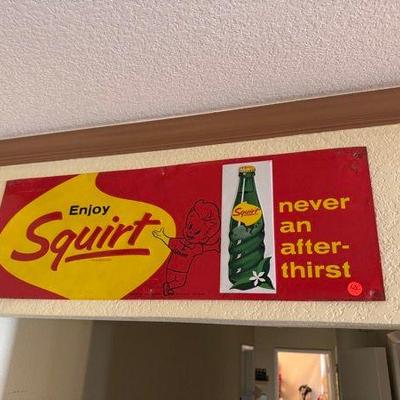 Enjoy
Squirt
Squirt
never
an
after-
thirst